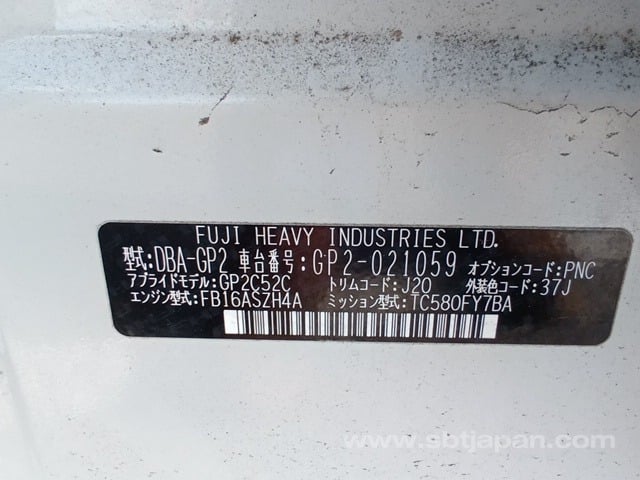 FUJI HEAVY INDUSTRIES LTD.
型式:DBA-GP2 車台番号:GP2-021059 オプションコード:PNC
アプライドモデル:GP2C52C トリムコード:J20 外装色コード:37J
エンジン型式:FB16ASZH4A ミッション型式:TC580FY7BA
www.sbtjapan.com